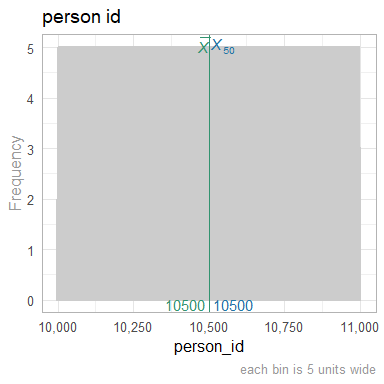 person id
5
4
3
2
1
0
Frequency
X̅ X50
10500 10500
10,000 10,250 10,500 10,750 11,000
person_id
each bin is 5 units wide